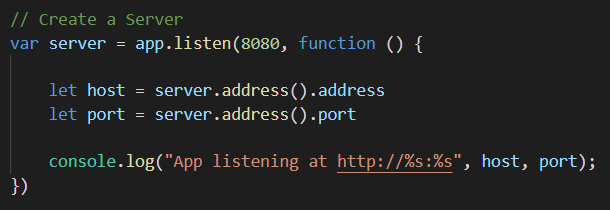 // Create a Server
var server = app.listen(8080, function () {
let host = server.address().address
let port = server.address().port
console.log("App listening at http://%s:%s", host, port);
})